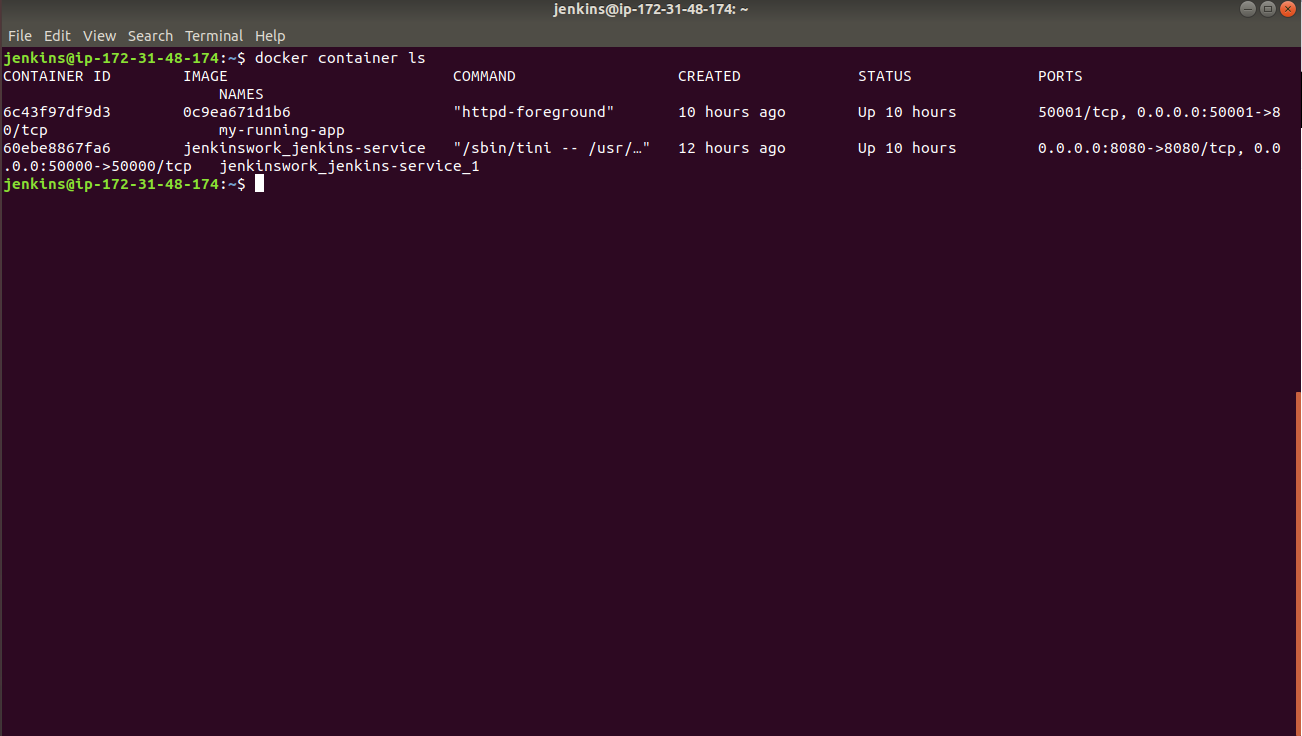 jenkins@ip-172-31-48-174: ~
File Edit View Search Terminal Help
jenkins@ip-172-31-48-174:~$ docker container ls
CONTAINER ID        IMAGE                         COMMAND                  CREATED             STATUS              PORTS
                        NAMES
6c43f97df9d3        0c9ea671d1b6                  "httpd-foreground"       10 hours ago        Up 10 hours         50001/tcp, 0.0.0.0:50001->8
0/tcp                   my-running-app
60ebe8867fa6        jenkinswork_jenkins-service   "/sbin/tini -- /usr/…"   12 hours ago        Up 10 hours         0.0.0.0:8080->8080/tcp, 0.0
.0.0:50000->50000/tcp   jenkinswork_jenkins-service_1
jenkins@ip-172-31-48-174:~$